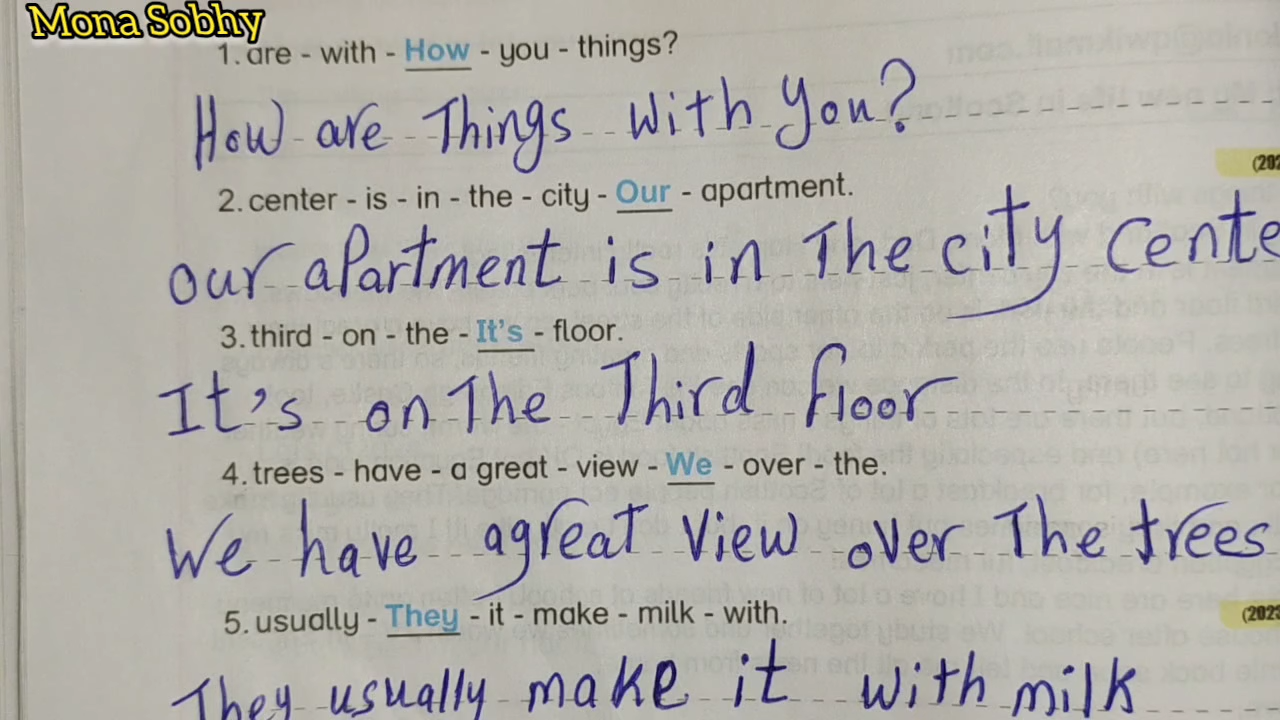 Mona Sobhy
1. are - with - How - you - things?
How are Things with you?
2. center - is - in - the - city - Our - apartment.
our apartment is in The city cente
3. third - on - the - It's - floor.
It's on The Third floor
4. trees - have - a great - view - We - over - the.
We have agreat view over The trees
5. usually - They - it - make - milk - with.
They usually make it with milk